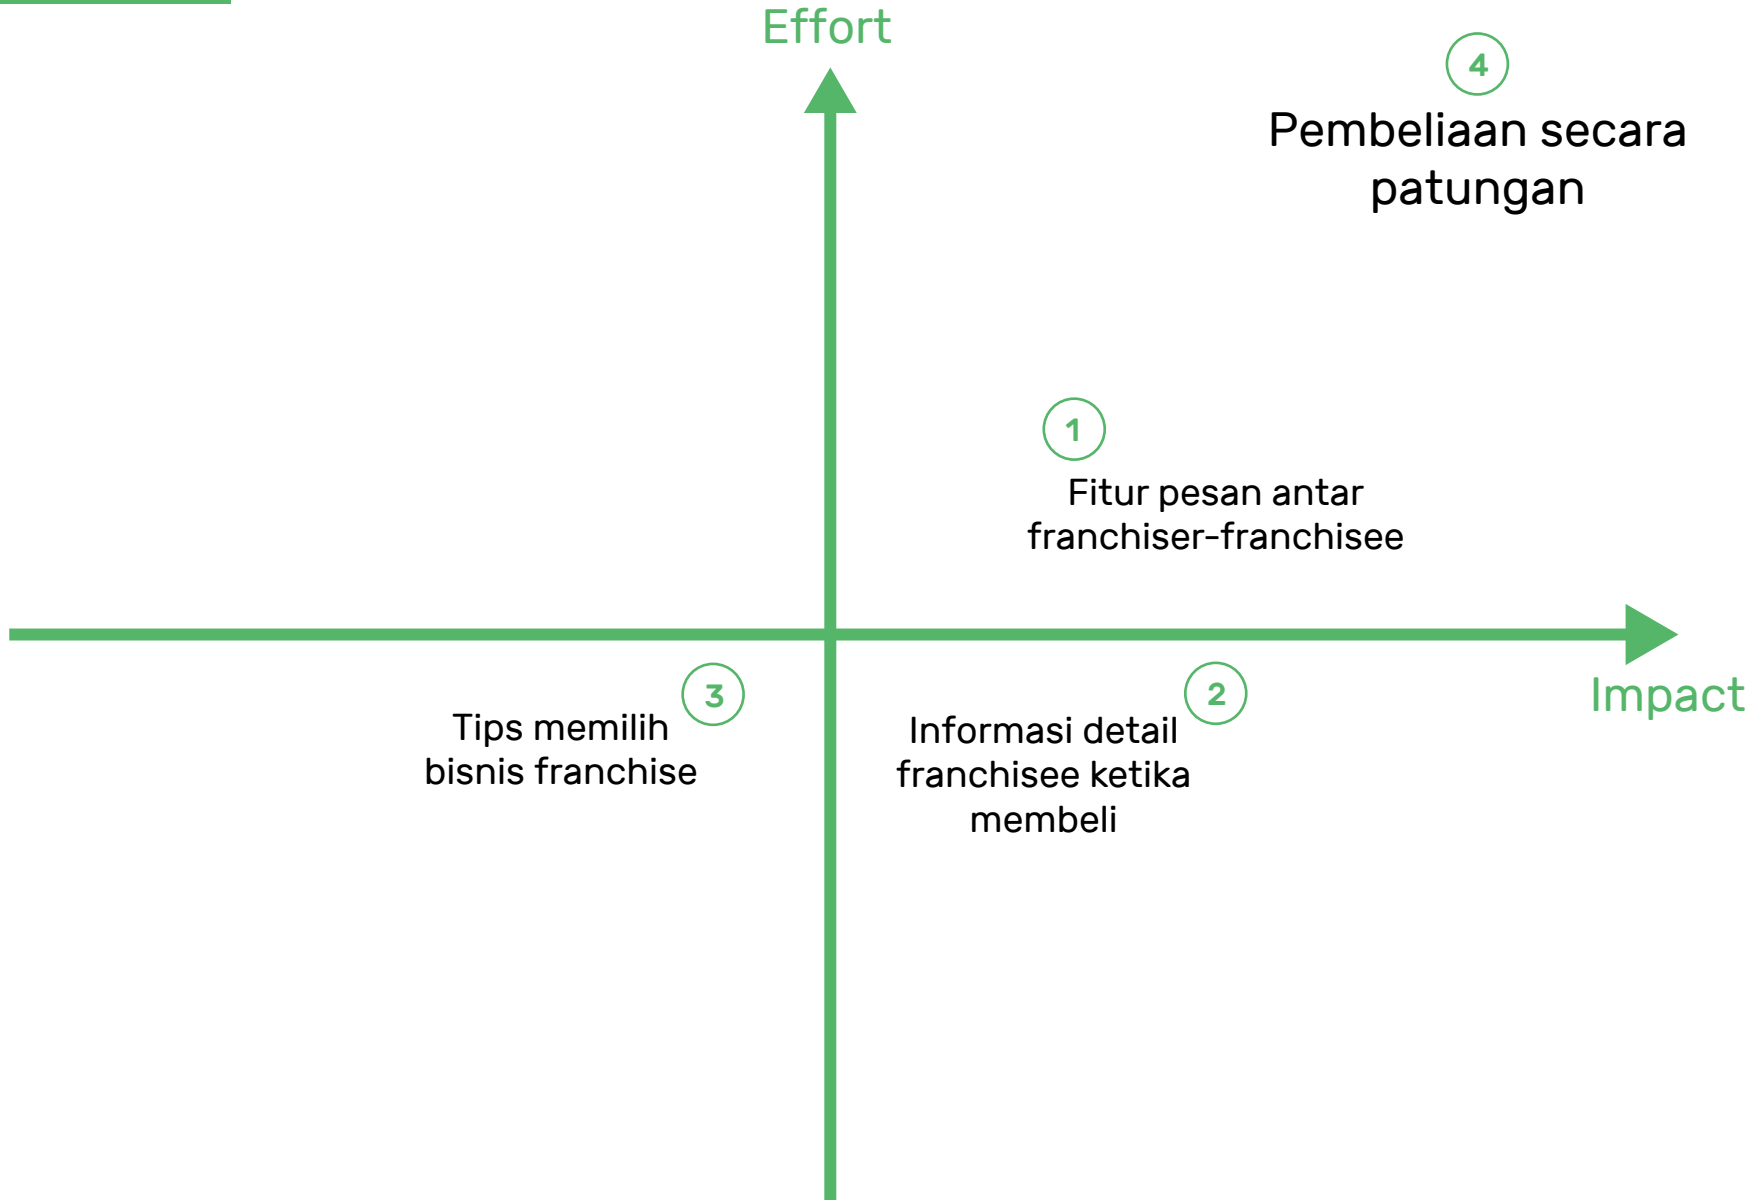 Effort
4
Pembeliaan secara
patungan
1
Fitur pesan antar
franchiser-franchisee
Impact
3
Tips memilih
bisnis franchise
2
Informasi detail
franchisee ketika
membeli